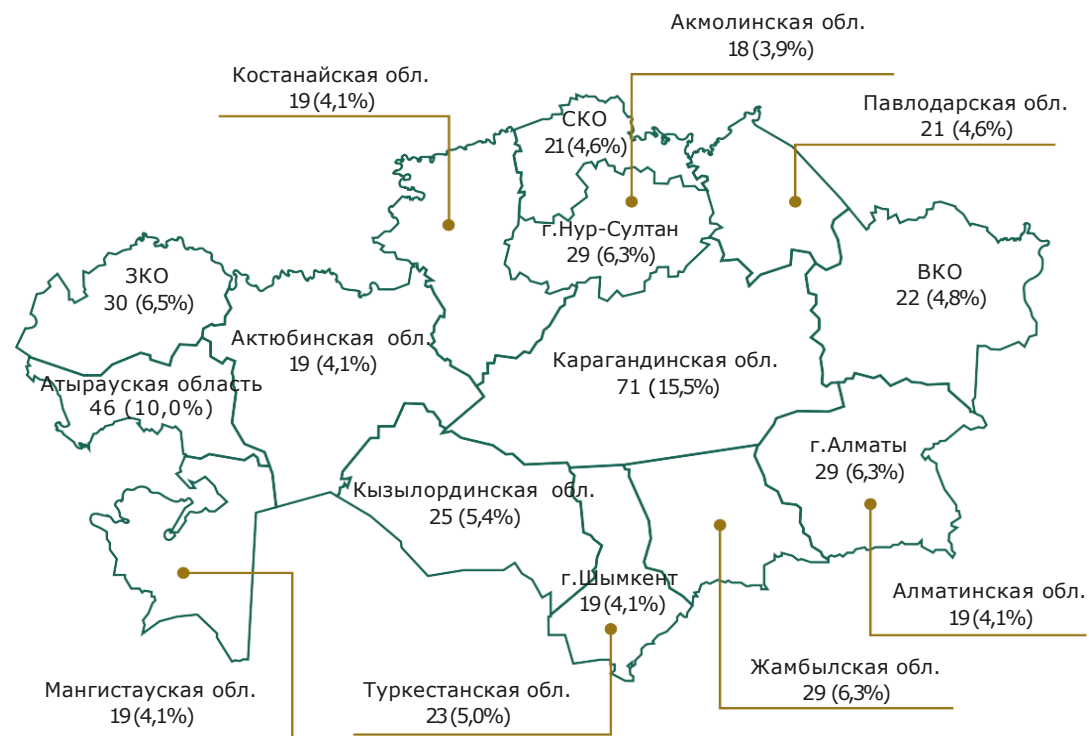 Акмолинская обл.
18 (3,9%)
Костанайская обл.
19 (4,1%)
Павлодарская обл.
21 (4,6%)
СКО
21 (4,6%)
г.Нур-Султан
29 (6,3%)
ЗКО
30 (6,5%)
ВКО
22 (4,8%)
Актюбинская обл.
19 (4,1%)
Карагандинская обл.
71 (15,5%)
Атырауская область
46 (10,0%)
г.Алматы
29 (6,3%)
Кызылординская обл.
25 (5,4%)
г.Шымкент
19 (4,1%)
Алматинская обл.
19 (4,1%)
Жамбылская обл.
29 (6,3%)
Мангистауская обл.
19 (4,1%)
Туркестанская обл.
23 (5,0%)